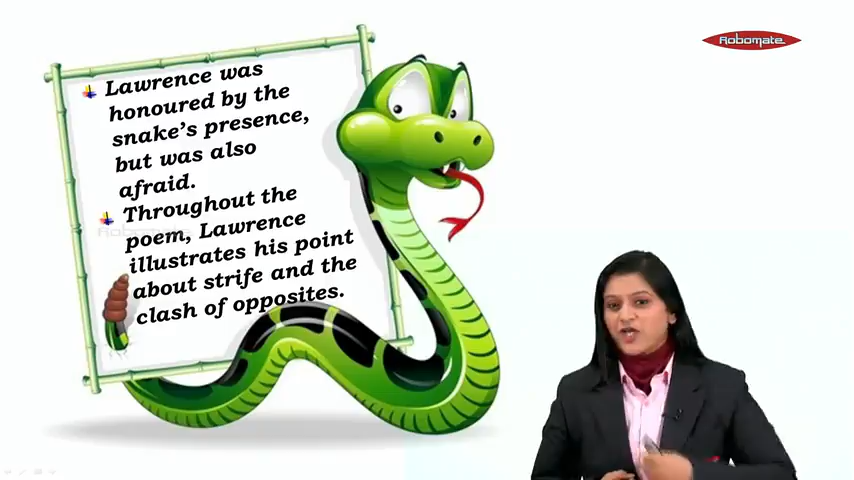 Robomate
Lawrence was
honoured by the
snake's presence,
but was also
afraid.
Throughout the
poem, Lawrence
illustrates his point
about strife and the
clash of opposites.
Robomate